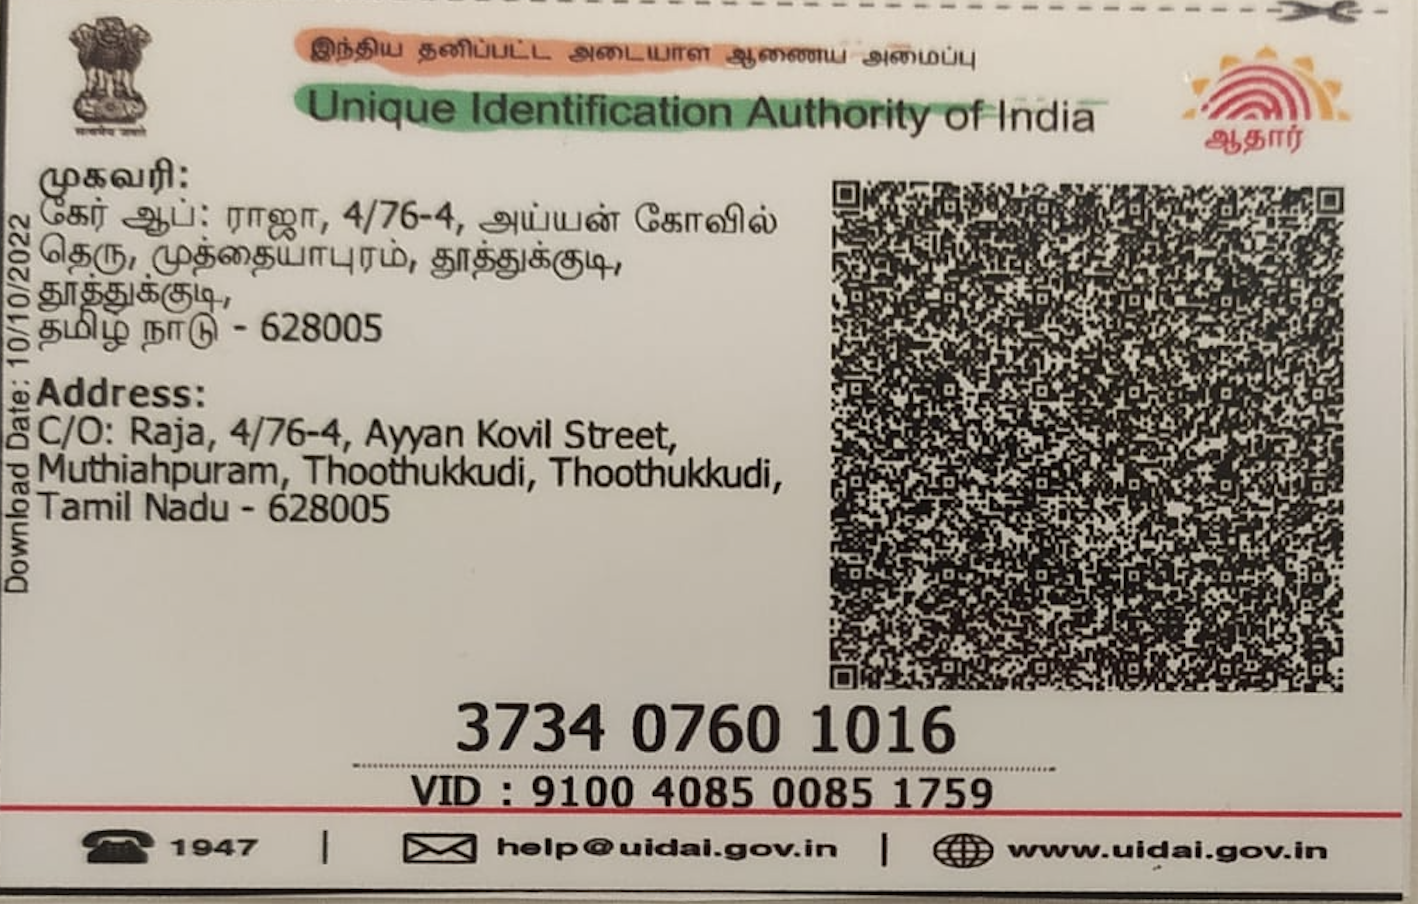 இந்திய தனிப்பட்ட அடையாள ஆணைய அமைப்பு
Unique Identification Authority of India
सत्यमेव जयते
ஆதார்
முகவரி:
கேர் ஆப்: ராஜா, 4/76-4, அய்யன் கோவில்
தெரு, முத்தையாபுரம், தூத்துக்குடி,
தூத்துக்குடி,
தமிழ் நாடு - 628005
Address:
C/O: Raja, 4/76-4, Ayyan Kovil Street,
Muthiahpuram, Thoothukkudi, Thoothukkudi,
Tamil Nadu - 628005
Download Date: 10/10/2022
3734 0760 1016
VID : 9100 4085 0085 1759
1947 | help@uidai.gov.in | www.uidai.gov.in